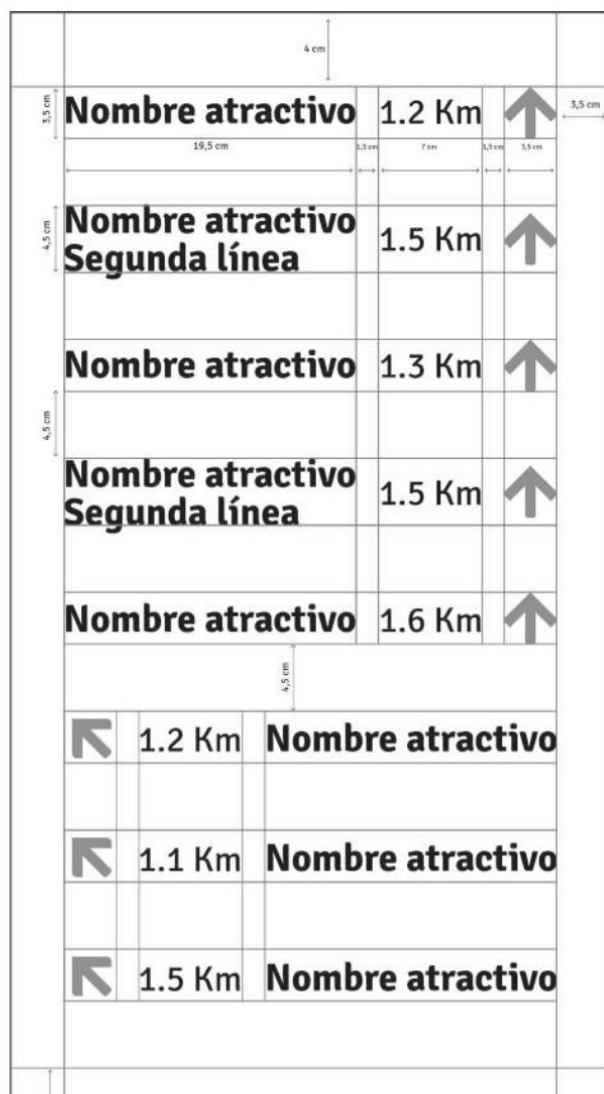 4 cm
3,5 cm
Nombre atractivo 1.2 Km
3,5 cm
19,5 cm 1,5 cm 7 cm 1,5 cm 3,5 cm
4,5 cm
Nombre atractivo
Segunda línea
1.5 Km
Nombre atractivo 1.3 Km
4,5 cm
Nombre atractivo
Segunda línea
1.5 Km
Nombre atractivo 1.6 Km
4,5 cm
1.2 Km Nombre atractivo
1.1 Km Nombre atractivo
1.5 Km Nombre atractivo